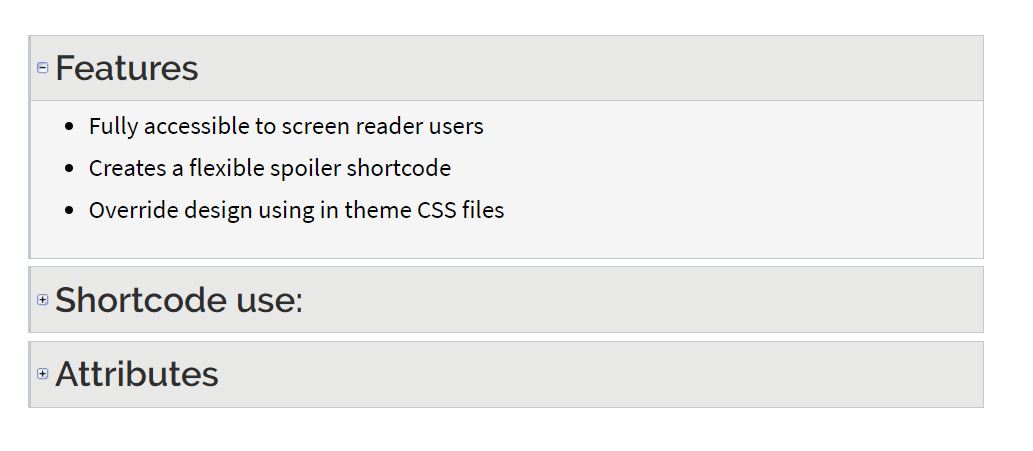 Features
Fully accessible to screen reader users
Creates a flexible spoiler shortcode
Override design using in theme CSS files
Shortcode use:
Attributes